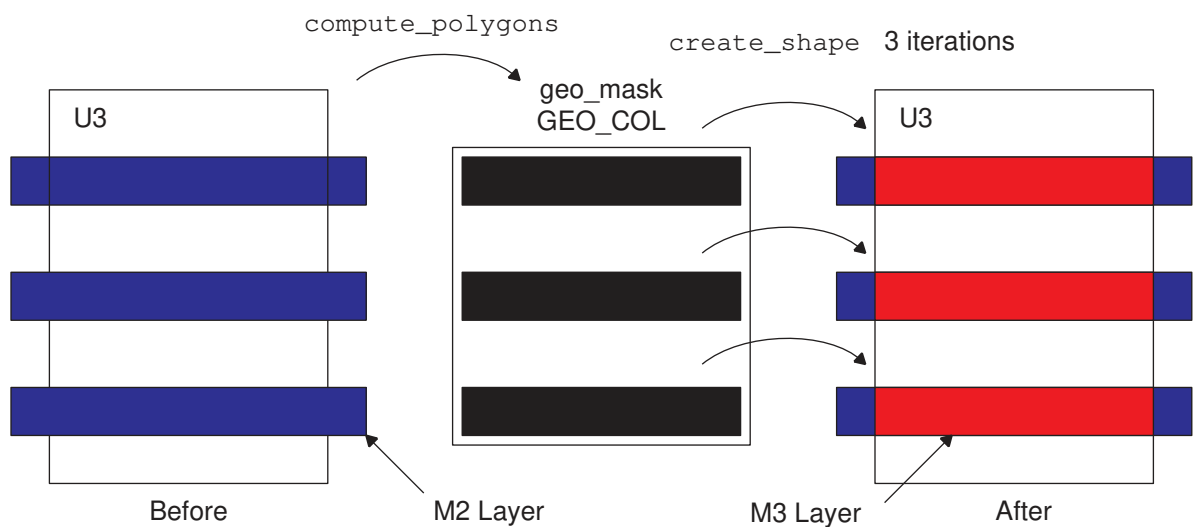 compute_polygons
create_shape 3 iterations
geo_mask
GEO_COL
U3
U3
Before
M2 Layer
M3 Layer
After